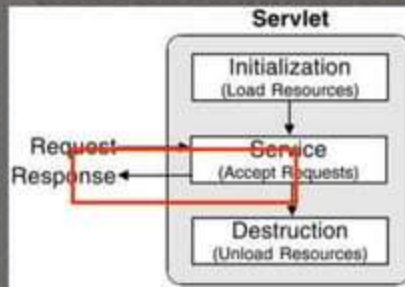 Servlet
Initialization
(Load Resources)
Request
Service
Response
(Accept Requests)
Destruction
(Unload Resources)